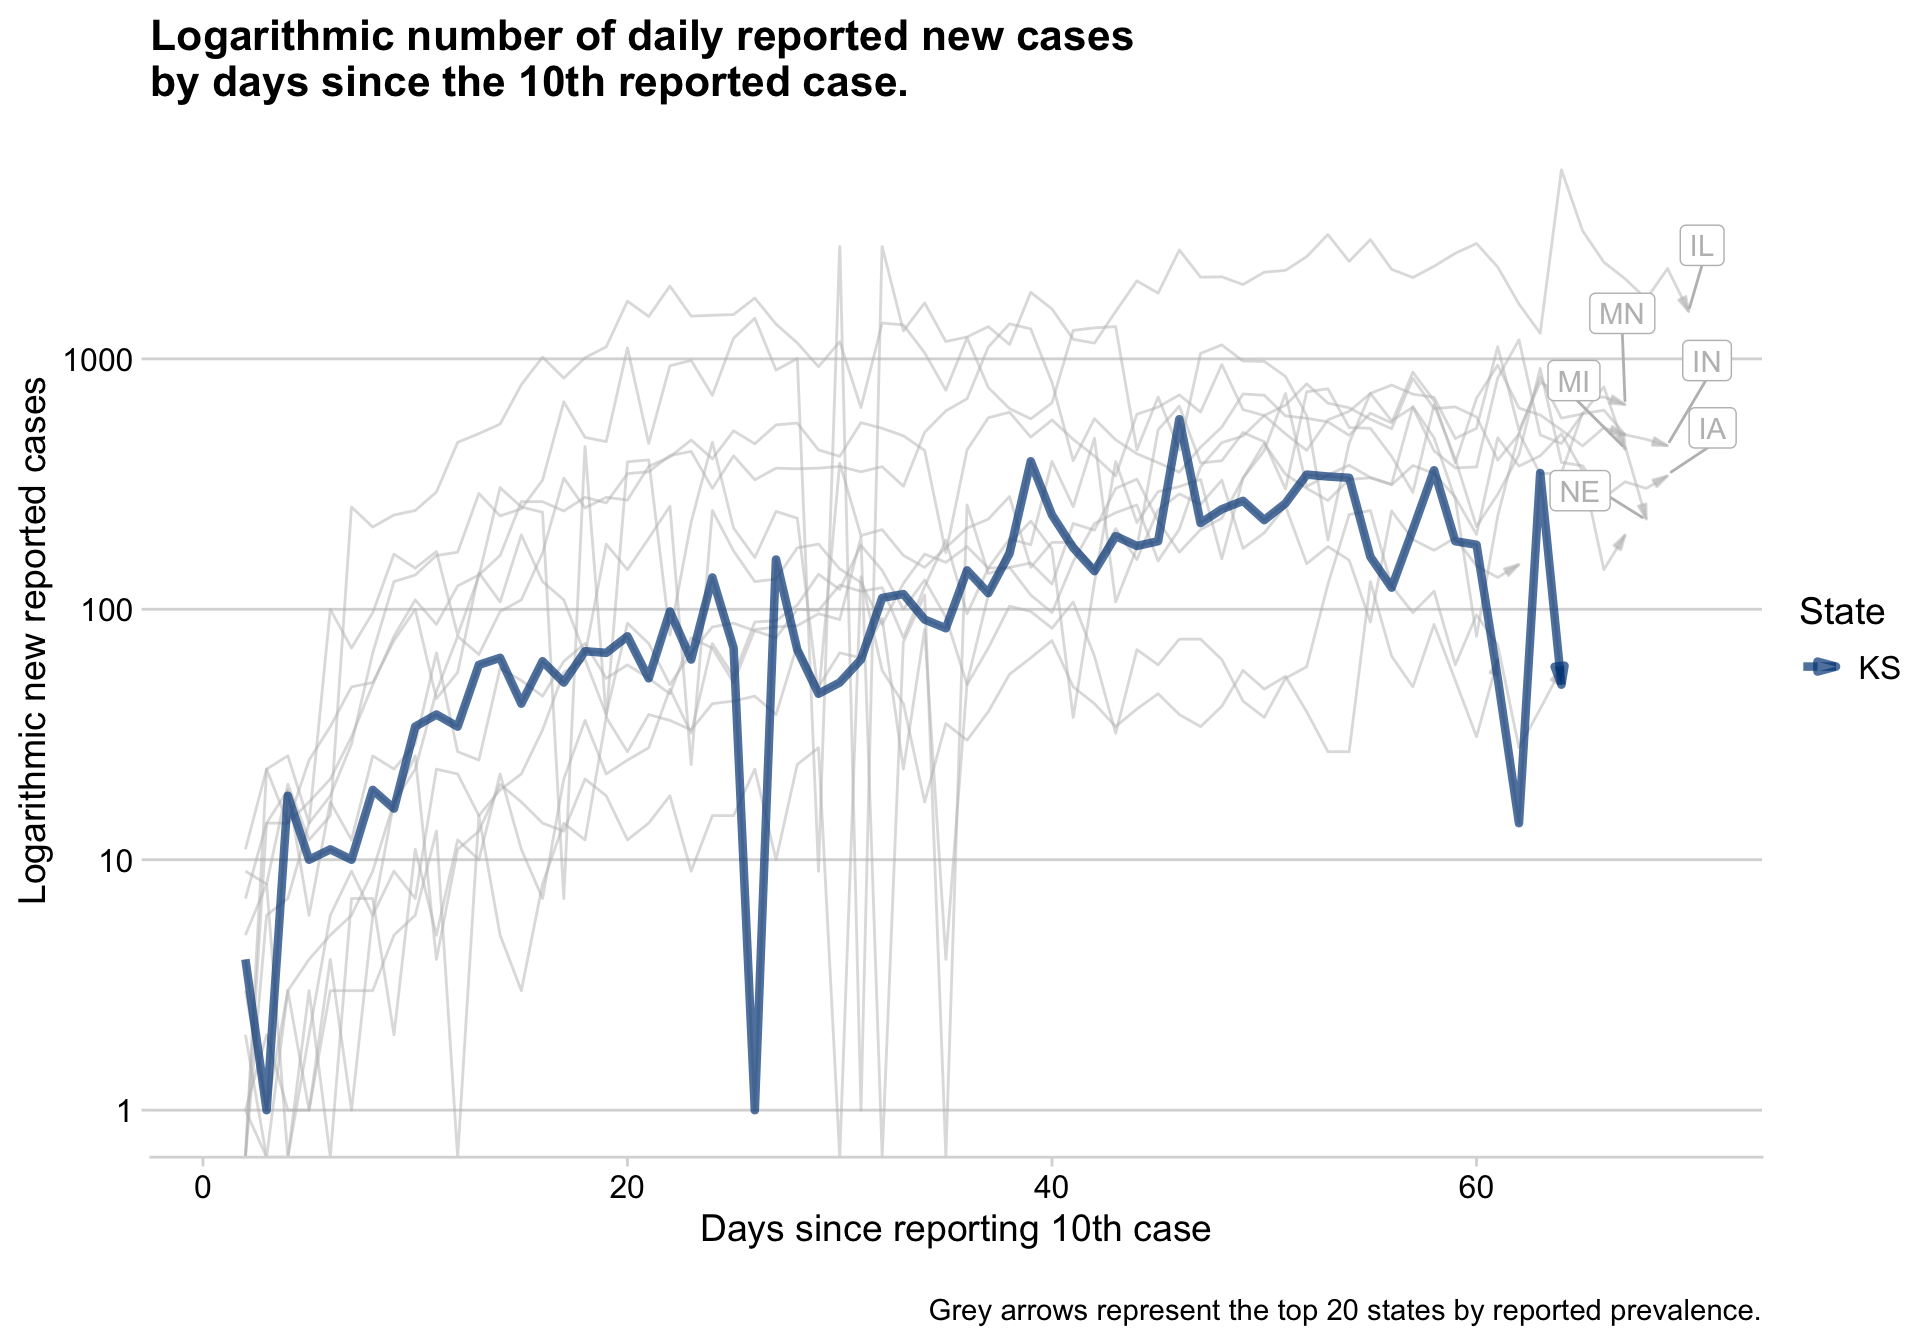 Logarithmic number of daily reported new cases
by days since the 10th reported case.
Logarithmic new reported cases
1000
100
10
1
IL
MN
IN
MI
IA
NE
State
KS
0
20
40
60
Days since reporting 10th case
Grey arrows represent the top 20 states by reported prevalence.